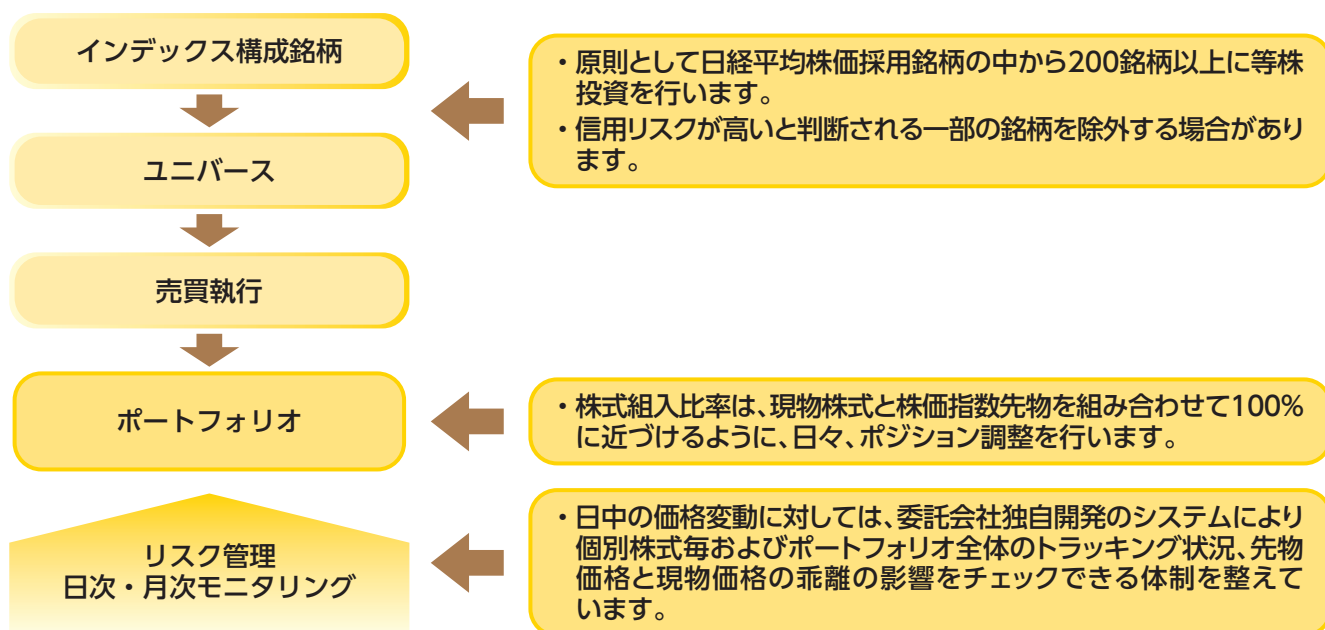 インデックス構成銘柄
・原則として日経平均株価採用銘柄の中から200銘柄以上に等株
投資を行います。
・信用リスクが高いと判断される一部の銘柄を除外する場合があり
ます。
ユニバース
売買執行
ポートフォリオ
・株式組入比率は、現物株式と株価指数先物を組み合わせて100%
に近づけるように、日々、ポジション調整を行います。
リスク管理
日次・月次モニタリング
・日中の価格変動に対しては、委託会社独自開発のシステムにより
個別株式毎およびポートフォリオ全体のトラッキング状況、先物
価格と現物価格の乖離の影響をチェックできる体制を整えて
います。